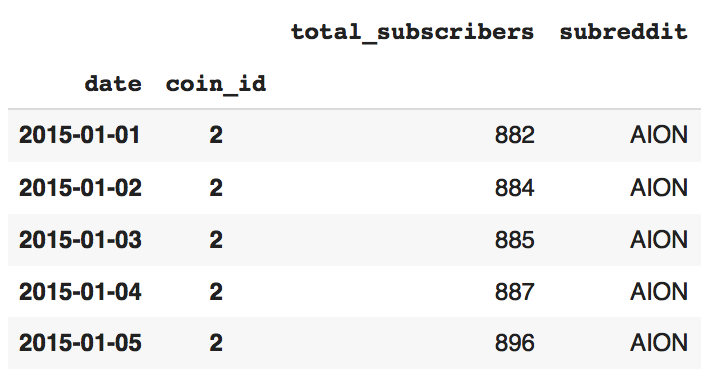 total_subscribers subreddit
date coin_id
2015-01-01 2 882 AION
2015-01-02 2 884 AION
2015-01-03 2 885 AION
2015-01-04 2 887 AION
2015-01-05 2 896 AION